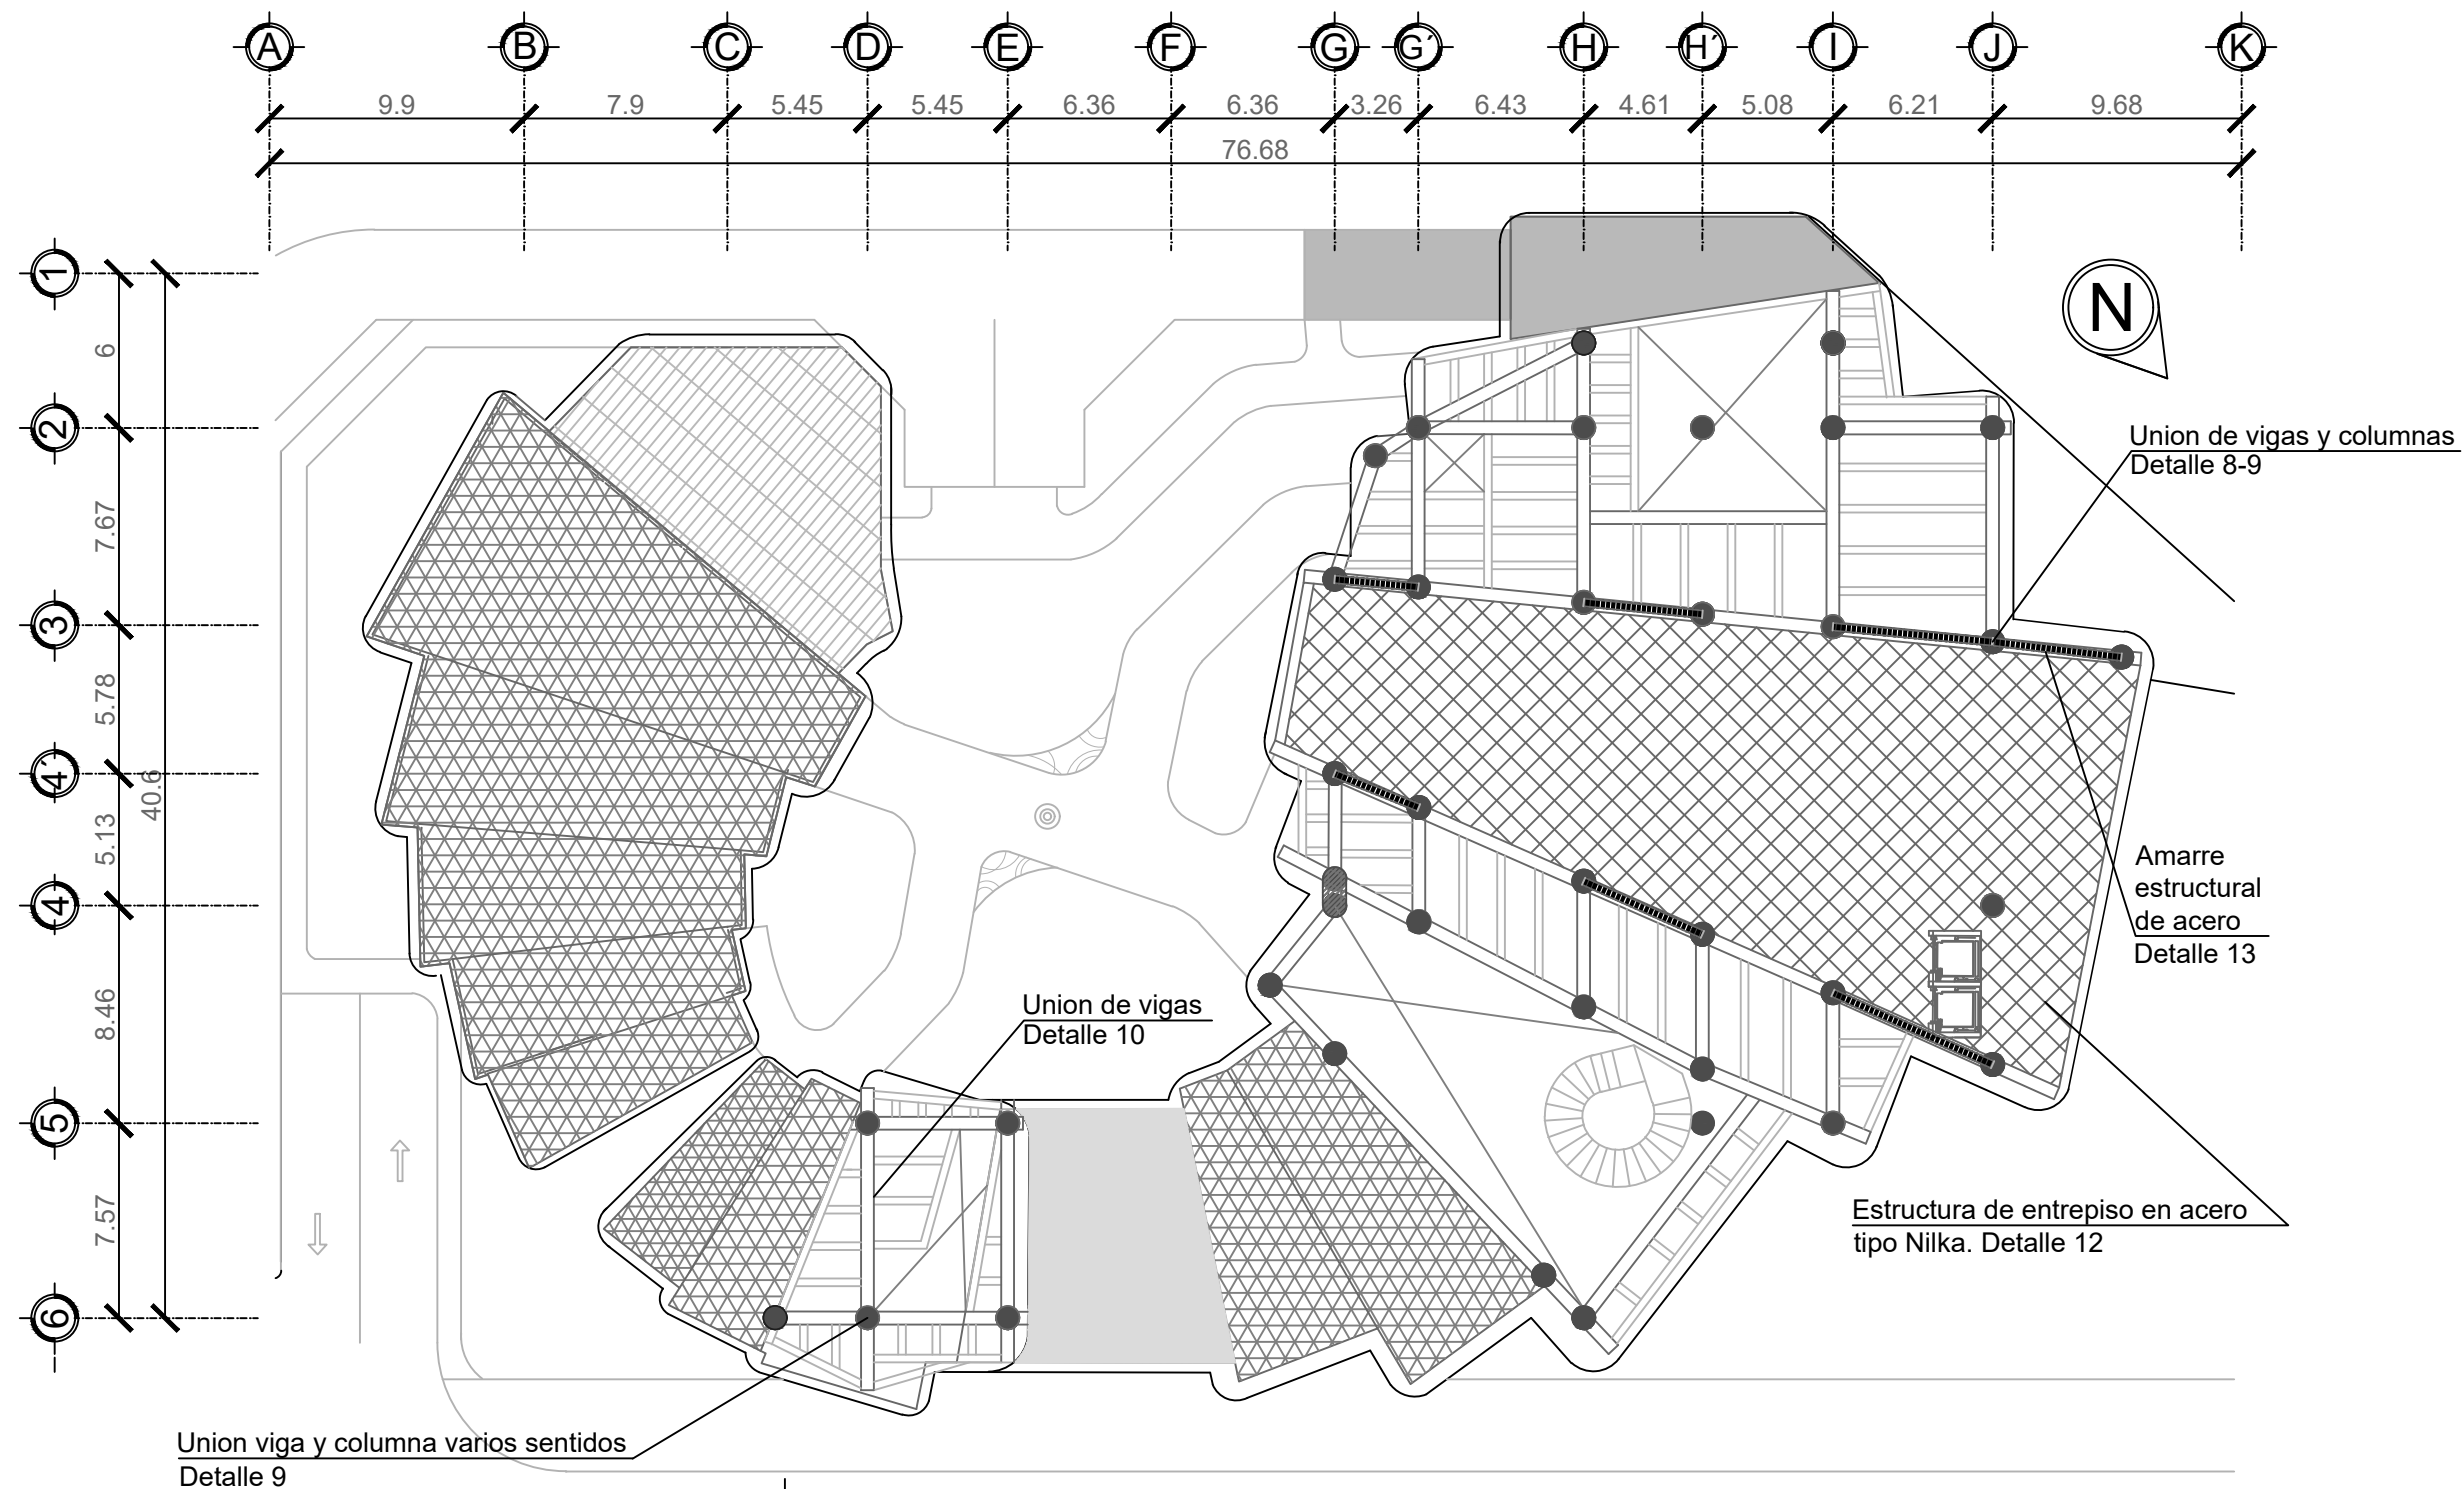 A B C D E F G G´ H H´ I J K
9.9 7.9 5.45 5.45 6.36 6.36 3.26 6.43 4.61 5.08 6.21 9.68
76.68
1
N
6
2
Union de vigas y columnas
Detalle 8-9
7.67
3
5.78
4´
40.6
5.13
Amarre
estructural
de acero
Detalle 13
4
8.46
Union de vigas
Detalle 10
5
7.57
Estructura de entrepiso en acero
tipo Nilka. Detalle 12
6
Union viga y columna varios sentidos
Detalle 9